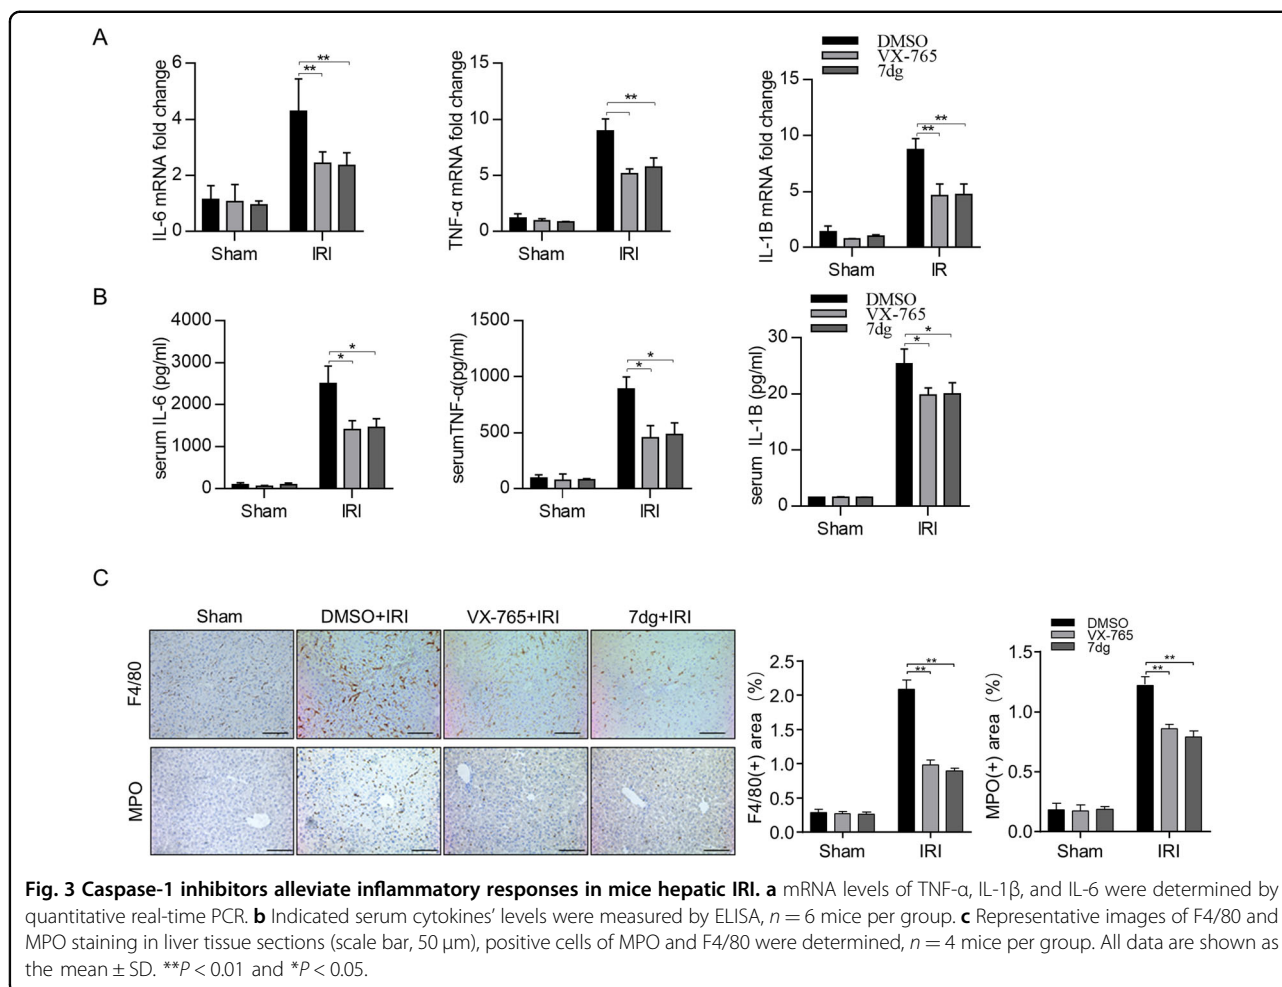 A
IL-6 mRNA fold change
6
4
2
0
**
**
Sham
IRI
TNF-α mRNA fold change
15
10
5
0
**
Sham
IRI
DMSO
VX-765
7dg
IL-1B mRNA fold change
15
10
5
0
**
**
Sham
IR
B
serum IL-6 (pg/ml)
4000
3000
2000
1000
0
*
*
Sham
IRI
serumTNF-α(pg/ml)
1500
1000
500
0
*
*
Sham
IRI
DMSO
VX-765
7dg
serum IL-1B (pg/ml)
30
20
10
0
*
*
Sham
IRI
C
Sham
DMSO+IRI
VX-765+IRI
7dg+IRI
F4/80
MPO
F4/80(+) area (%)
2.5
2.0
1.5
1.0
0.5
0.0
**
**
Sham
IRI
DMSO
VX-765
7dg
MPO(+) area (%)
1.5
1.0
0.5
0.0
**
**
Sham
IRI
Fig. 3 Caspase-1 inhibitors alleviate inflammatory responses in mice hepatic IRI. a mRNA levels of TNF-α, IL-1β, and IL-6 were determined by
quantitative real-time PCR. b Indicated serum cytokines’ levels were measured by ELISA, n = 6 mice per group. c Representative images of F4/80 and
MPO staining in liver tissue sections (scale bar, 50 μm), positive cells of MPO and F4/80 were determined, n = 4 mice per group. All data are shown as
the mean ± SD. **P < 0.01 and *P < 0.05.